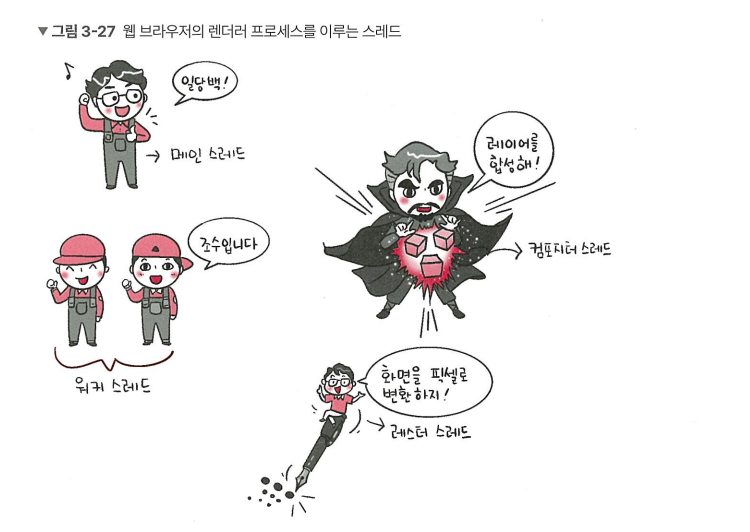 ▼ 그림 3-27 웹 브라우저의 렌더러 프로세스를 이루는 스레드
일당백!
메인 스레드
레이어를
합성해!
컴포지터 스레드
조수입니다
워커 스레드
화면을 픽셀로
변환하지!
레스터 스레드